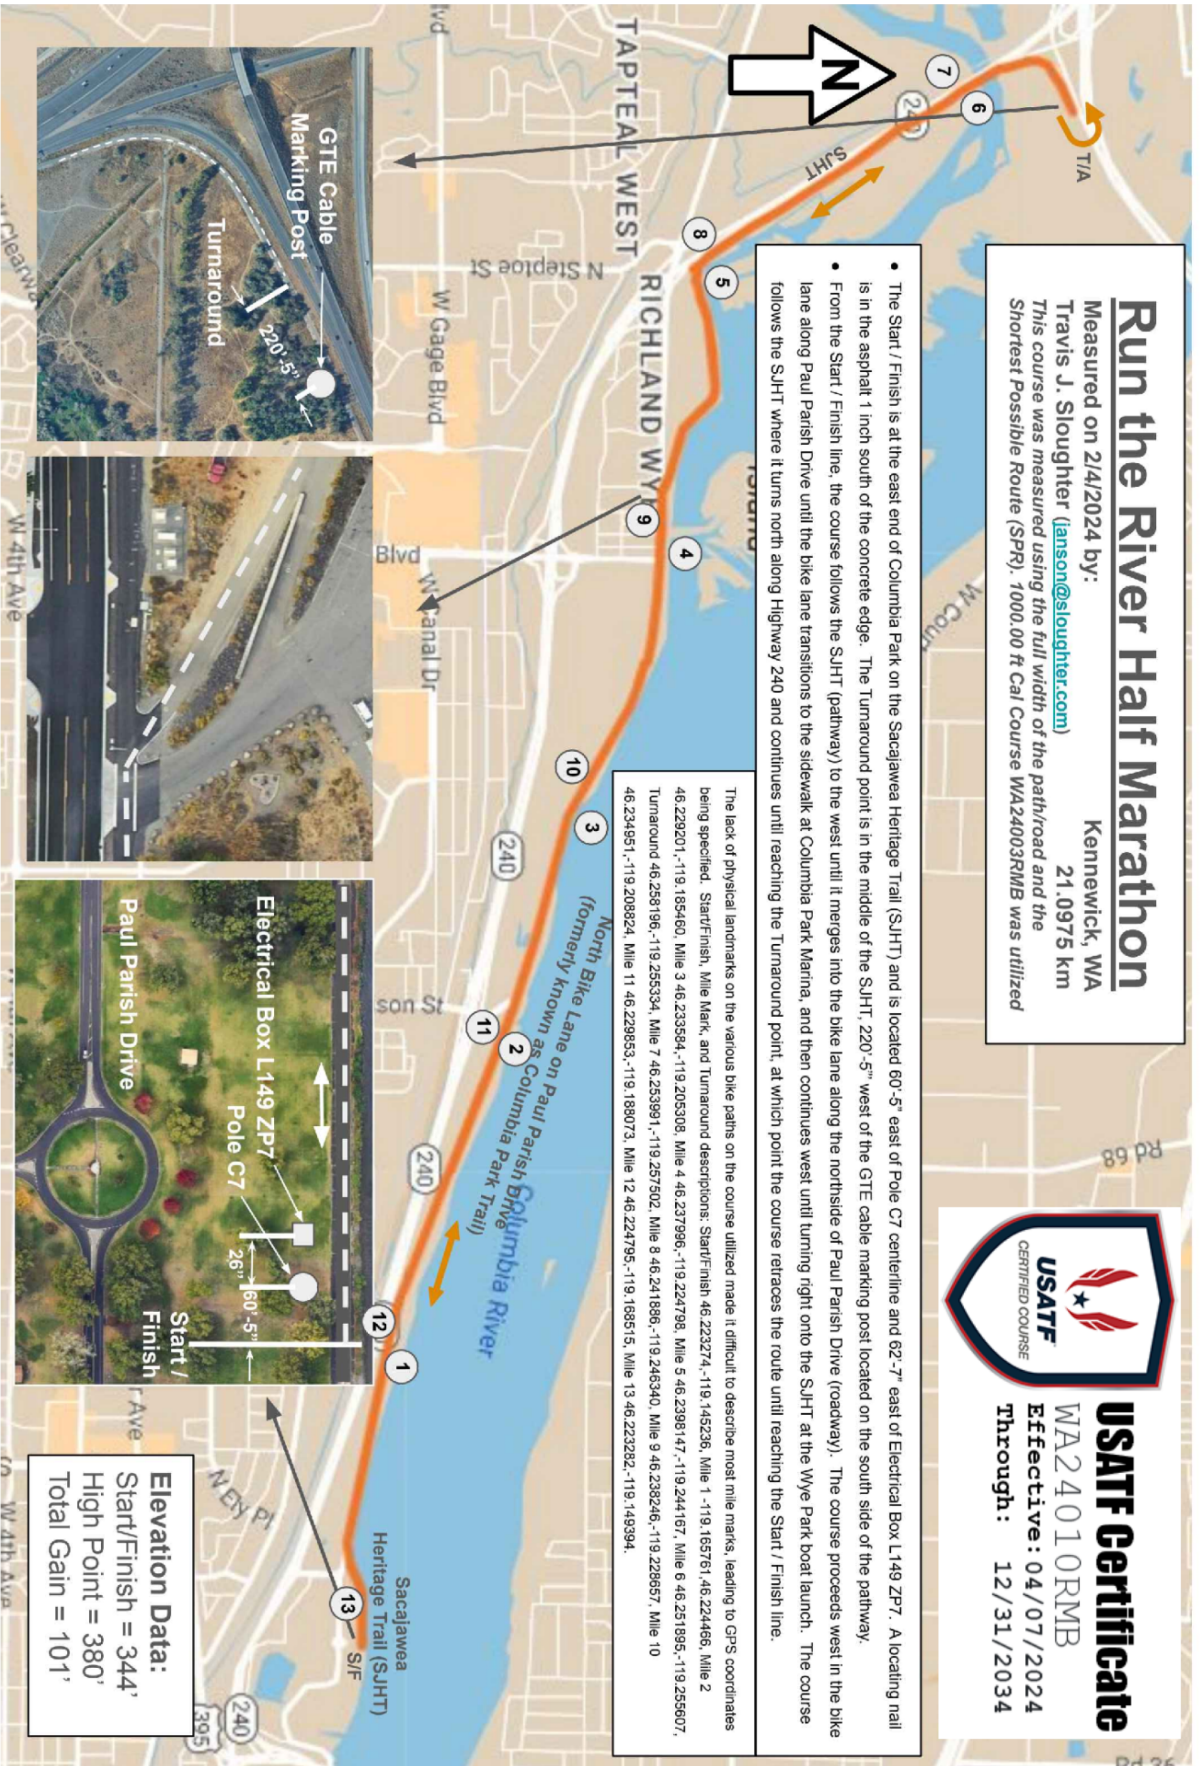 Run the River Half Marathon
Measured on 2/4/2024 by: Kennewick, WA
Travis J. Sloughter (janson@sloughter.com) 21.0975 km
This course was measured using the full width of the path/road and the
Shortest Possible Route (SPR). 1000.00 ft Cal Course WA24003RMB was utilized
USATF
CERTIFIED COURSE
USATF Certificate
WA24010RMB
Effective: 04/07/2024
Through: 12/31/2034
• The Start / Finish is at the east end of Columbia Park on the Sacajawea Heritage Trail (SJHT) and is located 60'-5" east of Pole C7 centerline and 62'-7" east of Electrical Box L149 ZP7. A locating nail
is in the asphalt 1 inch south of the concrete edge. The Turnaround point is in the middle of the SJHT, 220'-5"' west of the GTE cable marking post located on the south side of the pathway.
• From the Start / Finish line, the course follows the SJHT (pathway) to the west until it merges into the bike lane along the northside of Paul Parish Drive (roadway). The course proceeds west in the bike
lane along Paul Parish Drive until the bike lane transitions to the sidewalk at Columbia Park Marina, and then continues west until turning right onto the SJHT at the Wye Park boat launch. The course
follows the SJHT where it turns north along Highway 240 and continues until reaching the Turnaround point, at which point the course retraces the route until reaching the Start / Finish line.
The lack of physical landmarks on the various bike paths on the course utilized made it difficult to describe most mile marks, leading to GPS coordinates
being specified. Start/Finish, Mile Mark, and Turnaround descriptions: Start/Finish 46.223274,-119.145236, Mile 1 -119.165761,46.224466, Mile 2
46.229201,-119.185460, Mile 3 46.233584,-119.205308, Mile 4 46.237996,-119.224798, Mile 5 46.2398147,-119.244167, Mile 6 46.251895,-119.255607,
Turnaround 46.258196,-119.255334, Mile 7 46.253991,-119.257502, Mile 8 46.241886,-119.246340, Mile 9 46.238246,-119.228657, Mile 10
46.234951,-119.208824, Mile 11 46.229853,-119.188073, Mile 12 46.224795,-119.168515, Mile 13 46.223282,-119.149394.
T/A
N
7
6
240
SJHT
8
5
TAPTEAL WEST
RICHLAND WY
N Steptoe St
W Gage Blvd
Blvd
W Canal Dr
9
4
10
3
240
11
2
son St
240
12
1
13
S/F
North Bike Lane on Paul Parish Drive
(formerly known as Columbia Park Trail)
Columbia River
Sacajawea
Heritage Trail (SJHT)
Rd 68
Rd 36
N Ely Pl
W 4th Ave
W 4th Ave
240
395
GTE Cable
Marking Post
Turnaround
220'-5"
Electrical Box L149 ZP7
Pole C7
Paul Parish Drive
26"
60'-5"
Start /
Finish
Elevation Data:
Start/Finish = 344'
High Point = 380'
Total Gain = 101'